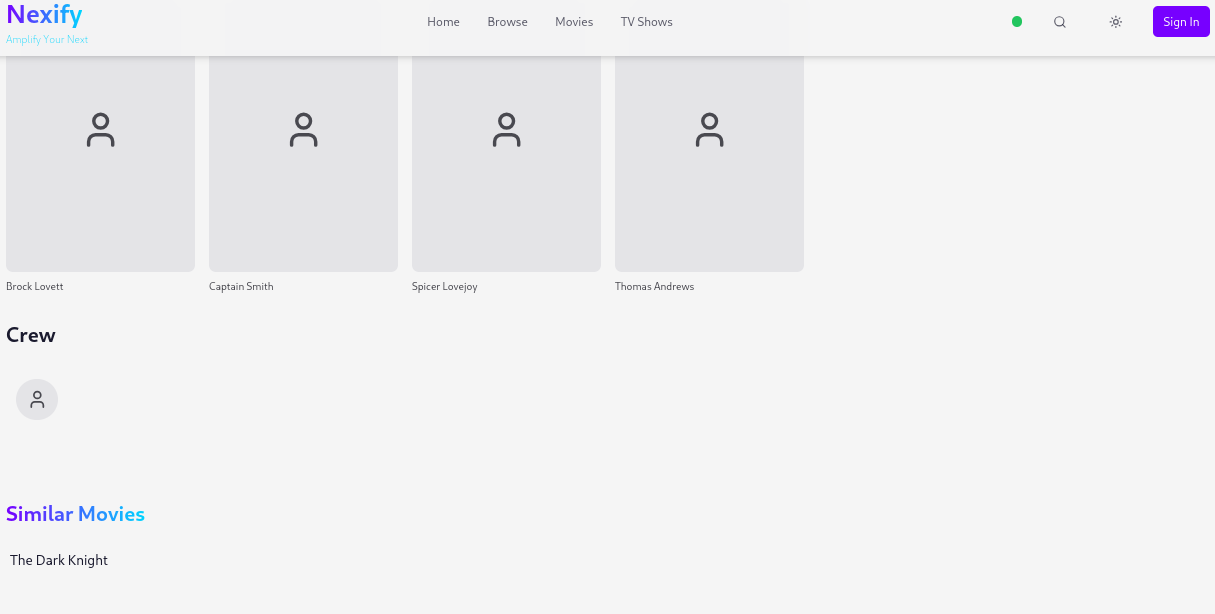 Nexify
Amplify Your Next
Home Browse Movies TV Shows
Sign In
Brock Lovett Captain Smith Spicer Lovejoy Thomas Andrews
Crew
Similar Movies
The Dark Knight